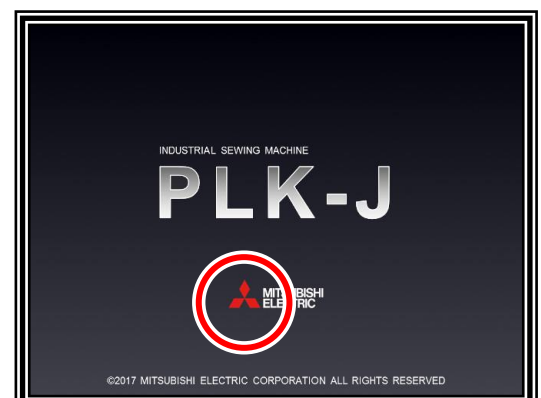 INDUSTRIAL SEWING MACHINE
PLK-J
MITSUBISHI
ELECTRIC
©2017 MITSUBISHI ELECTRIC CORPORATION ALL RIGHTS RESERVED